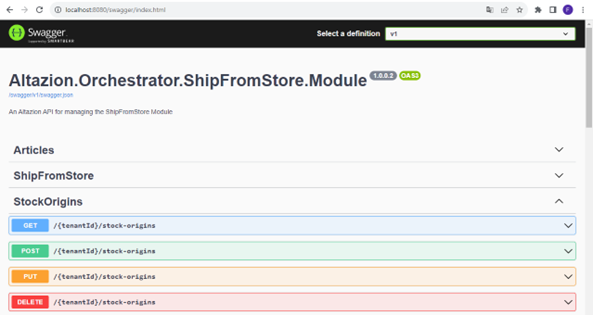 localhost:8080/swagger/index.html
F
Swagger
Supported by SMARTBEAR
Select a definition
v1
Altazion.Orchestrator.ShipFromStore.Module 1.0.0.2 OAS3
/swagger/v1/swagger.json
An Altazion API for managing the ShipFromStore Module
Articles
ShipFromStore
StockOrigins
GET /{tenantId}/stock-origins
POST /{tenantId}/stock-origins
PUT /{tenantId}/stock-origins
DELETE /{tenantId}/stock-origins